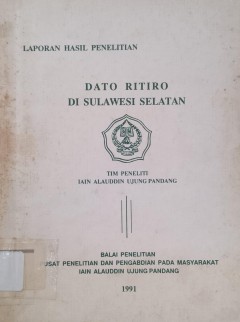 LAPORAN HASIL PENELITIAN
DATO RITIRO
DI SULAWESI SELATAN
TIM PENELITI
IAIN ALAUDDIN UJUNG PANDANG
BALAI PENELITIAN
USAT PENELITIAN DAN PENGABDIAN PADA MASYARAKAT
IAIN ALAUDDIN UJUNG PANDANG
1991